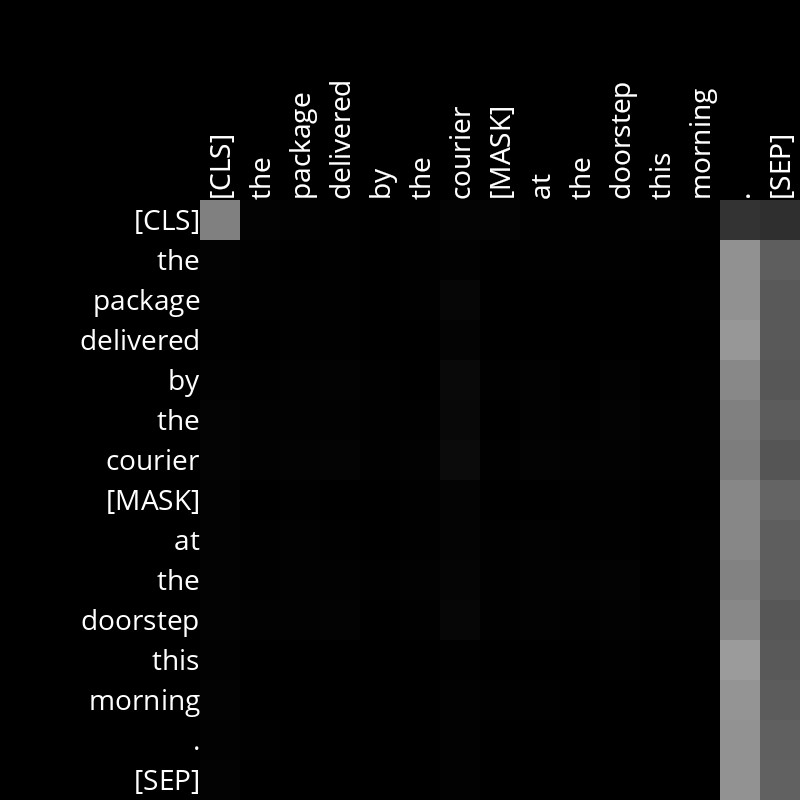 [CLS] the package delivered by the courier [MASK] at the doorstep this morning . [SEP]
[CLS]
the
package
delivered
by
the
courier
[MASK]
at
the
doorstep
this
morning
.
[SEP]